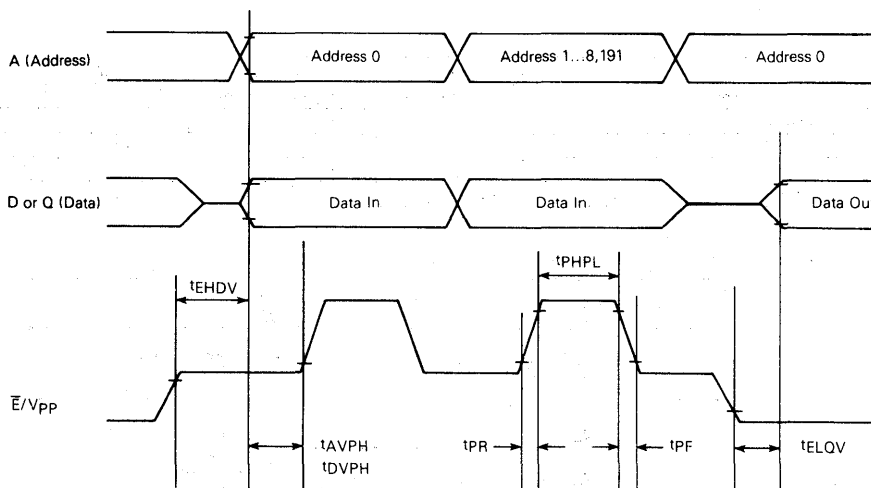 A (Address)
Address 0
Address 1...8,191
Address 0
D or Q (Data)
Data In
Data In
Data Ou
tEHDV
tPHPL
E̅/VPP
tAVPH
tDVPH
tPR
tPF
tELQV